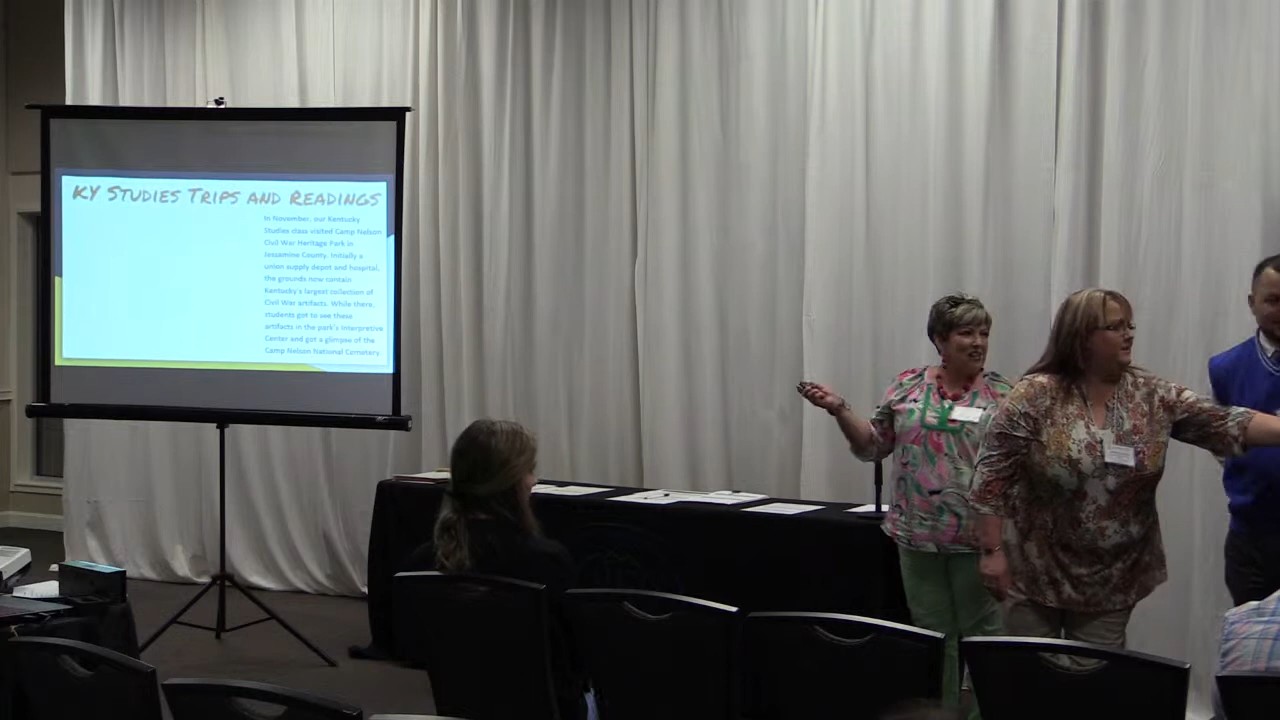 KY Studies Trips and Readings
In November, our Kentucky
Studies class visited Camp Nelson
Civil War Heritage Park in
Jessamine County. Initially a
union supply depot and hospital,
the grounds now contain
Kentucky's largest collection of
Civil War artifacts. While there,
students got to see these
artifacts in the park's Interpretive
Center and got a glimpse of the
Camp Nelson National Cemetery.